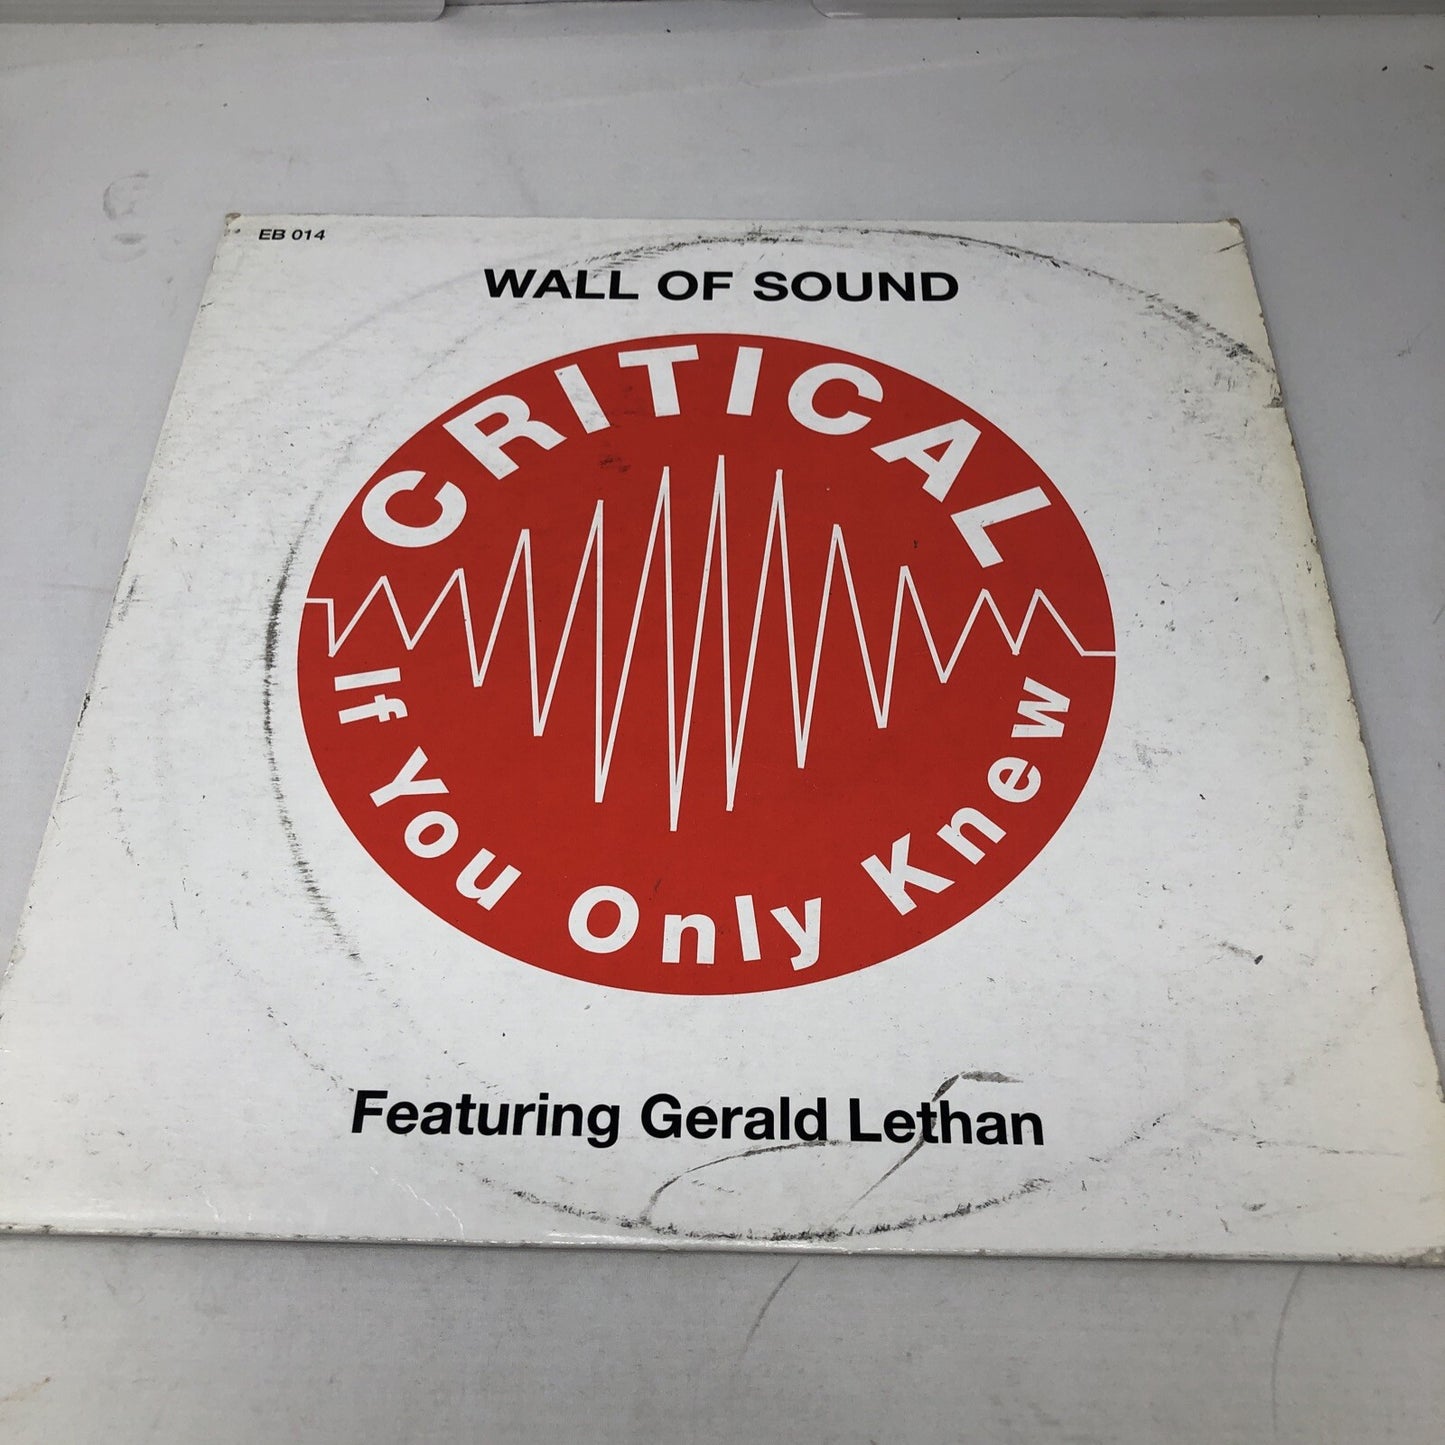 EB 014
WALL OF SOUND
CRITICAL
If You Only Knew
Featuring Gerald Lethan